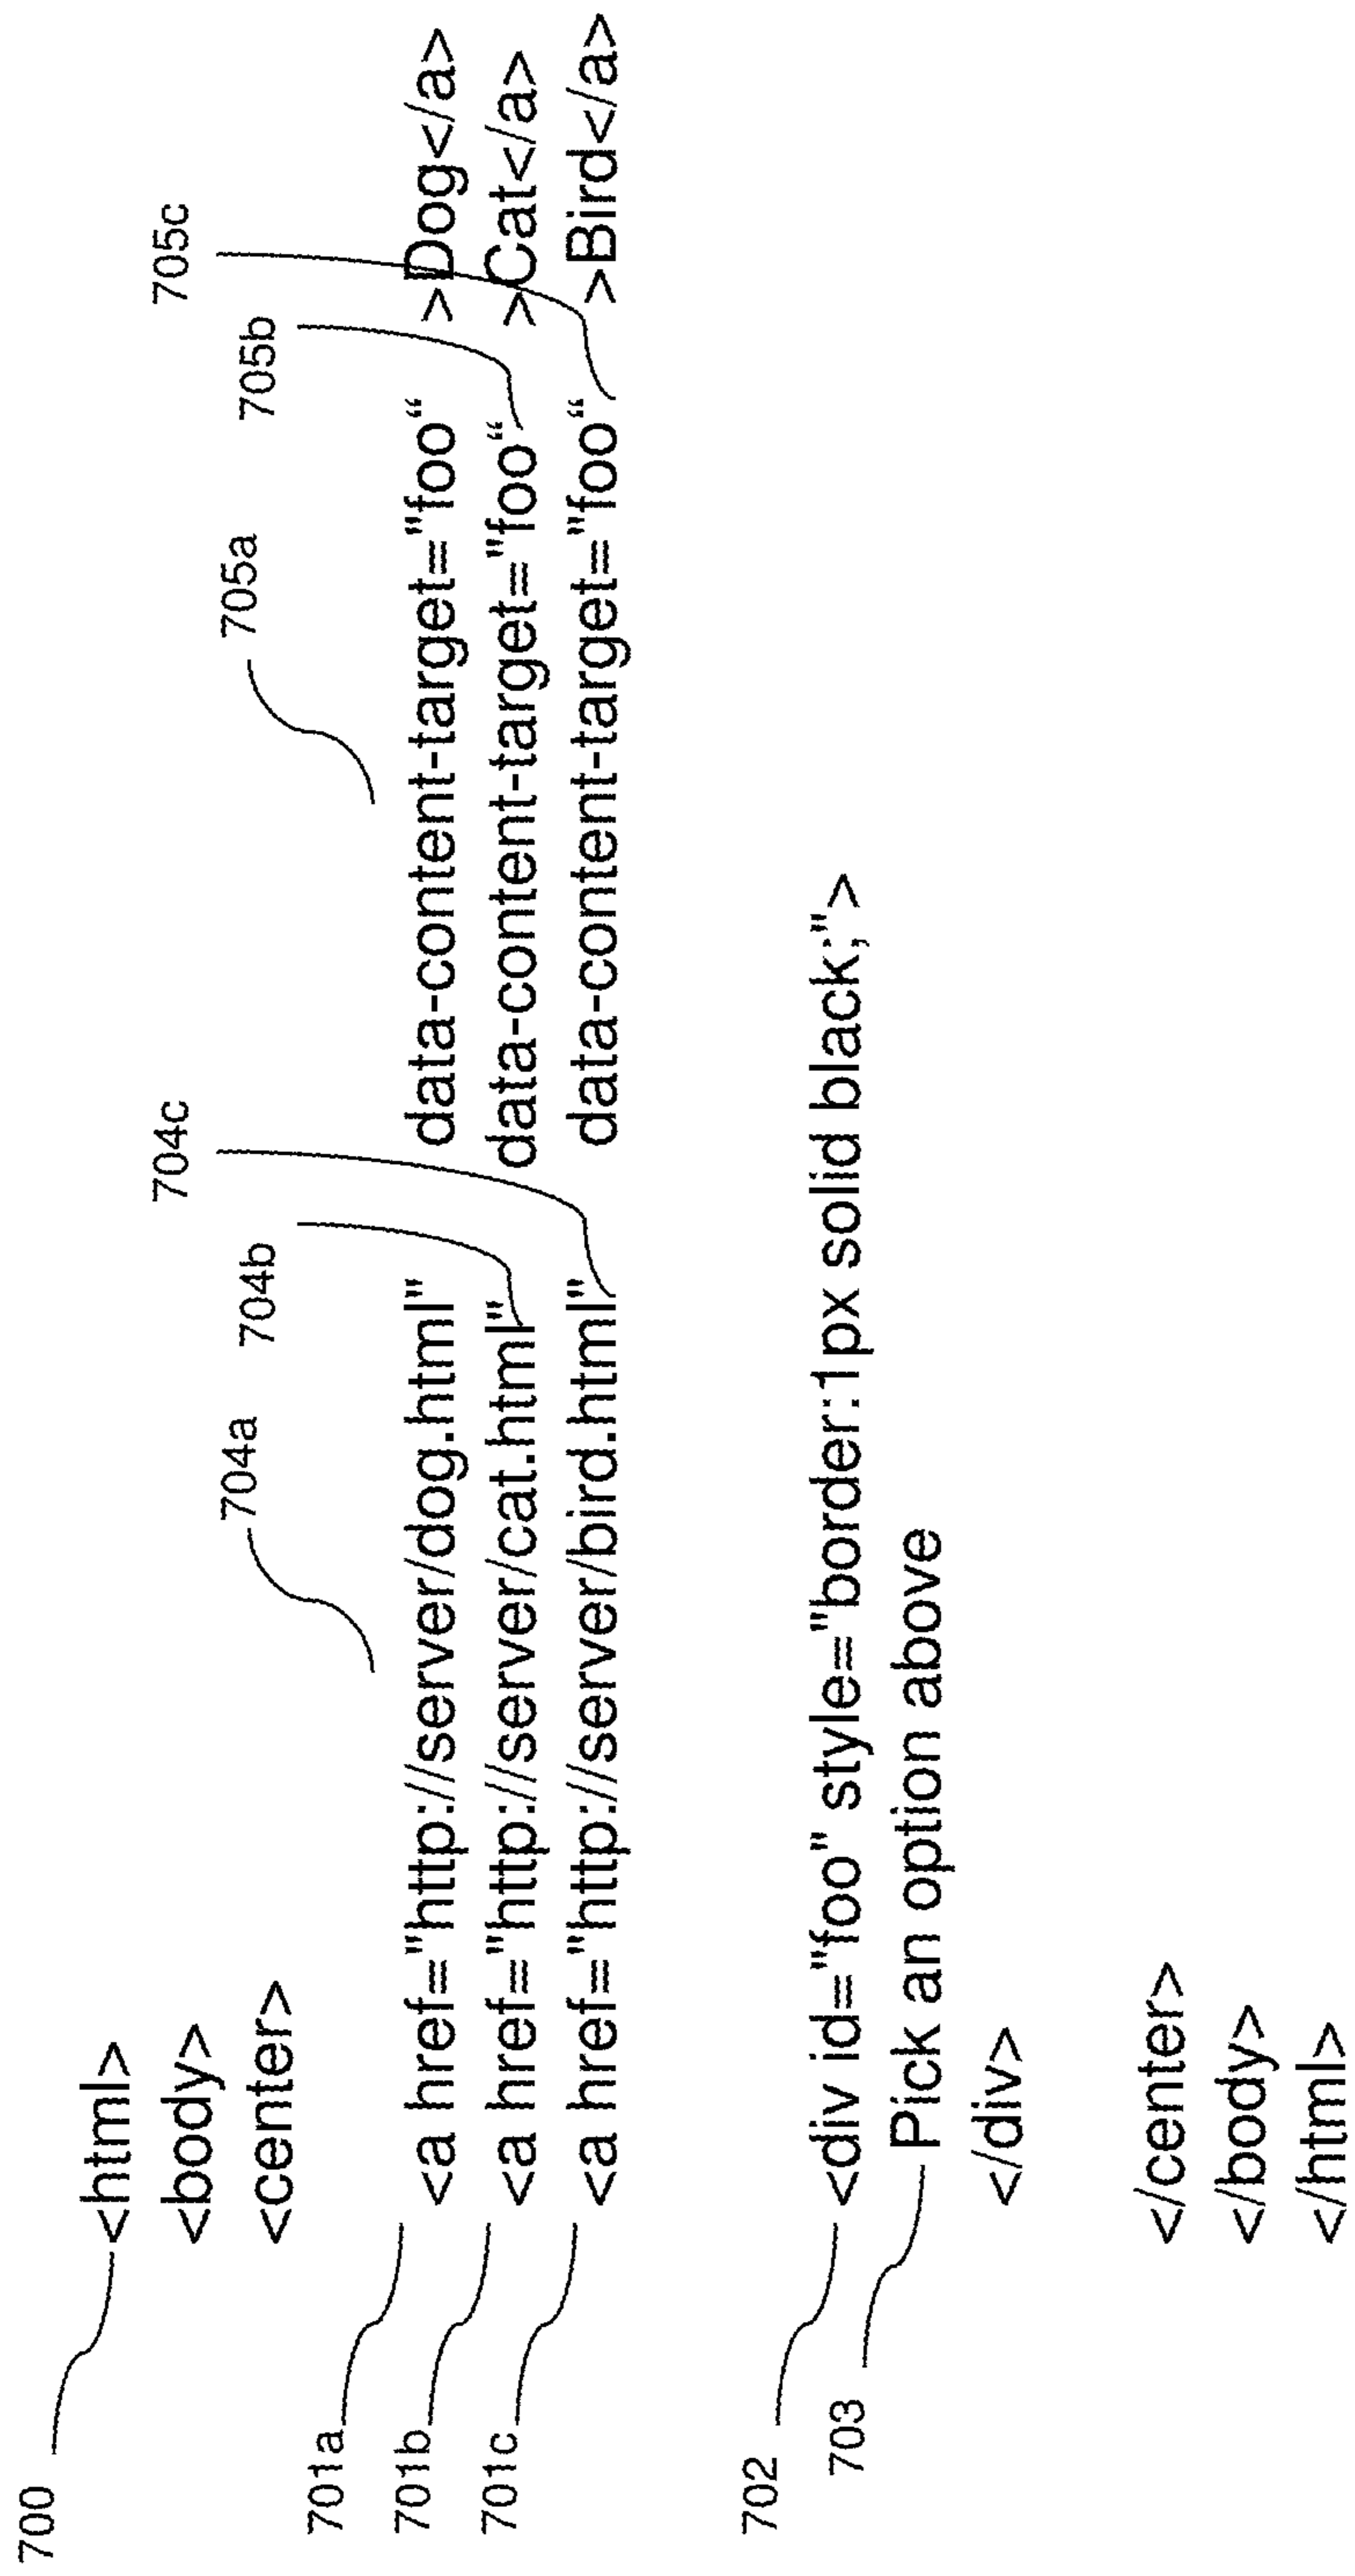 700
<html>
<body>
<center>
705c
704c
705b
704b
705a
704a
701a <a href="http://server/dog.html" data-content-target="foo“ >Dog</a>
701b <a href="http://server/cat.html" data-content-target="foo“ >Cat</a>
701c <a href="http://server/bird.html" data-content-target="foo“ >Bird</a>
702 <div id="foo" style="border:1px solid black;">
703 Pick an option above
</div>
</center>
</body>
</html>